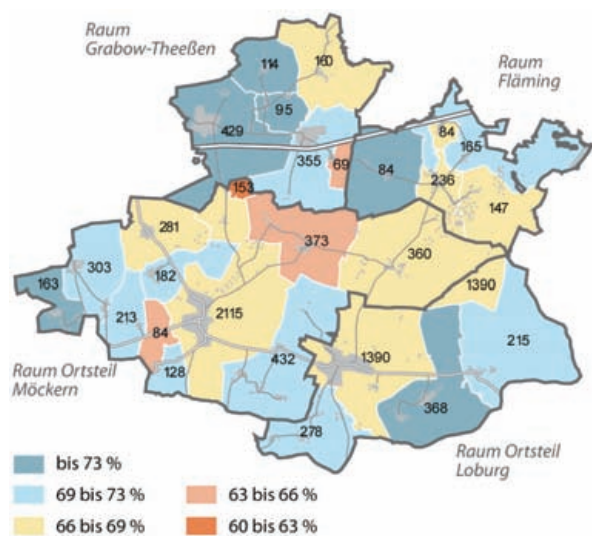 Raum
Grabow-Theeßen
Raum
Fläming
114
160
95
429
355
69
84
84
165
236
147
153
281
373
360
303
182
163
213
2115
1390
84
215
128
432
1390
368
278
Raum Ortsteil
Möckern
Raum Ortsteil
Loburg
bis 73 %
69 bis 73 %
66 bis 69 %
63 bis 66 %
60 bis 63 %